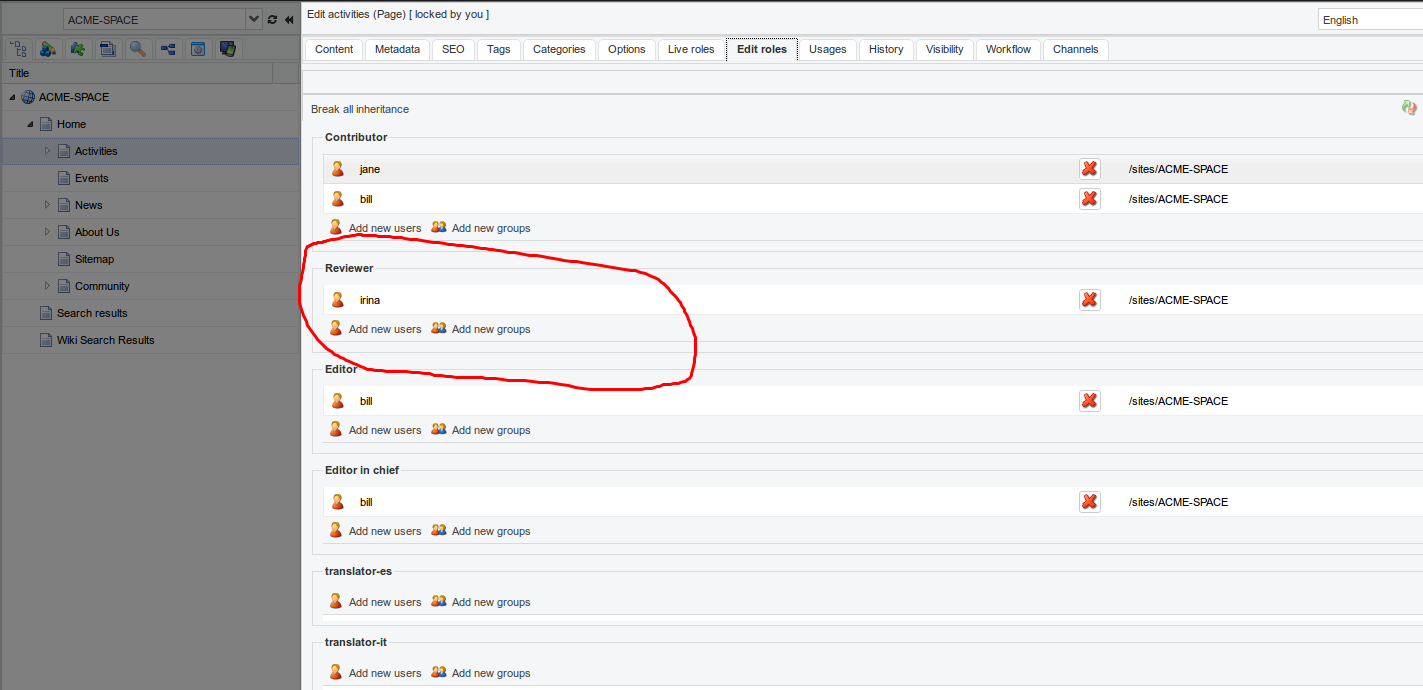 ACME-SPACE
Title
ACME-SPACE
Home
Activities
Events
News
About Us
Sitemap
Community
Search results
Wiki Search Results
Edit activities (Page) [ locked by you ]
English
Content Metadata SEO Tags Categories Options Live roles Edit roles Usages History Visibility Workflow Channels
Break all inheritance
Contributor
jane /sites/ACME-SPACE
bill /sites/ACME-SPACE
Add new users Add new groups
Reviewer
irina /sites/ACME-SPACE
Add new users Add new groups
Editor
bill /sites/ACME-SPACE
Add new users Add new groups
Editor in chief
bill /sites/ACME-SPACE
Add new users Add new groups
translator-es
Add new users Add new groups
translator-it
Add new users Add new groups